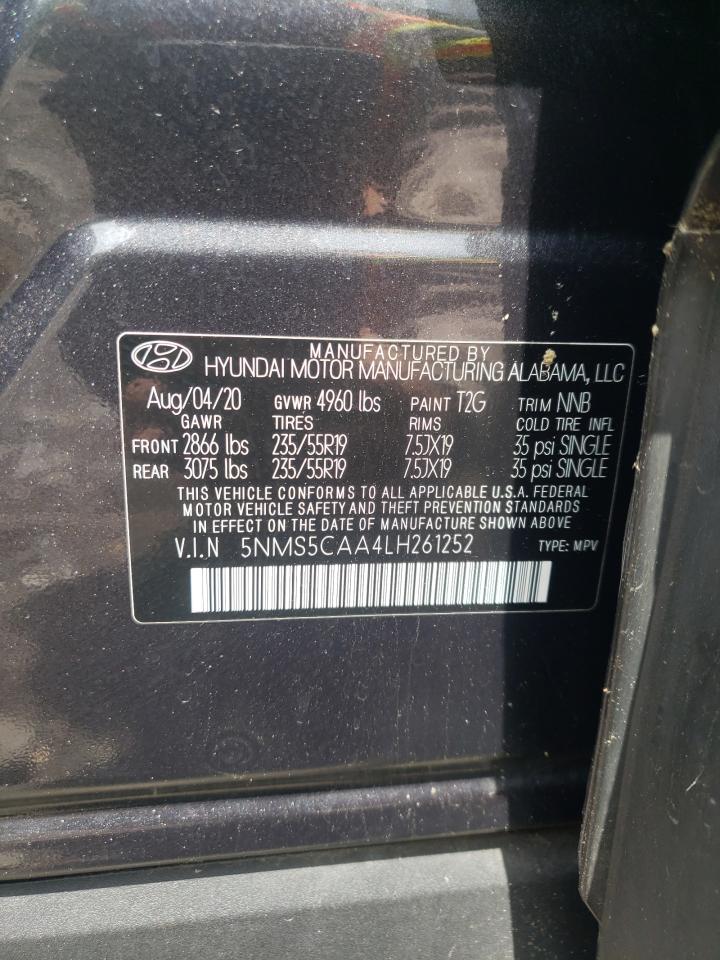 MANUFACTURED BY
HYUNDAI MOTOR MANUFACTURING ALABAMA, LLC
Aug/04/20 GVWR 4960 lbs PAINT T2G TRIM NNB
GAWR TIRES RIMS COLD TIRE INFL
FRONT 2866 lbs 235/55R19 7.5JX19 35 psi SINGLE
REAR 3075 lbs 235/55R19 7.5JX19 35 psi SINGLE
THIS VEHICLE CONFORMS TO ALL APPLICABLE U.S.A. FEDERAL
MOTOR VEHICLE SAFETY AND THEFT PREVENTION STANDARDS
IN EFFECT ON THE DATE OF MANUFACTURE SHOWN ABOVE
V.I.N 5NMS5CAA4LH261252 TYPE: MPV